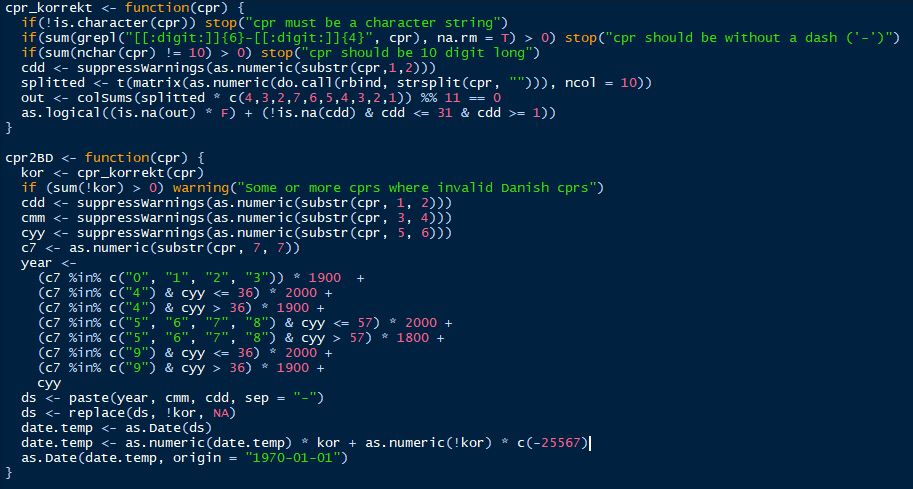 cpr_korrekt <- function(cpr) {
  if(!is.character(cpr)) stop("cpr must be a character string")
  if(sum(grepl("[[:digit:]]{6}-[[:digit:]]{4}", cpr), na.rm = T) > 0) stop("cpr should be without a dash ('-')")
  if(sum(nchar(cpr) != 10) > 0) stop("cpr should be 10 digit long")
  cdd <- suppressWarnings(as.numeric(substr(cpr,1,2)))
  splitted <- t(matrix(as.numeric(do.call(rbind, strsplit(cpr, ""))), ncol = 10))
  out <- colSums(splitted * c(4,3,2,7,6,5,4,3,2,1)) %% 11 == 0
  as.logical((is.na(out) * F) + (!is.na(cdd) & cdd <= 31 & cdd >= 1))
}

cpr2BD <- function(cpr) {
  kor <- cpr_korrekt(cpr)
  if (sum(!kor) > 0) warning("Some or more cprs where invalid Danish cprs")
  cdd <- suppressWarnings(as.numeric(substr(cpr, 1, 2)))
  cmm <- suppressWarnings(as.numeric(substr(cpr, 3, 4)))
  cyy <- suppressWarnings(as.numeric(substr(cpr, 5, 6)))
  c7 <- as.numeric(substr(cpr, 7, 7))
  year <-
    (c7 %in% c("0", "1", "2", "3")) * 1900  +
    (c7 %in% c("4") & cyy <= 36) * 2000 +
    (c7 %in% c("4") & cyy > 36) * 1900 +
    (c7 %in% c("5", "6", "7", "8") & cyy <= 57) * 2000 +
    (c7 %in% c("5", "6", "7", "8") & cyy > 57) * 1800 +
    (c7 %in% c("9") & cyy <= 36) * 2000 +
    (c7 %in% c("9") & cyy > 36) * 1900 +
    cyy
  ds <- paste(year, cmm, cdd, sep = "-")
  ds <- replace(ds, !kor, NA)
  date.temp <- as.Date(ds)
  date.temp <- as.numeric(date.temp) * kor + as.numeric(!kor) * c(-25567)
  as.Date(date.temp, origin = "1970-01-01")
}